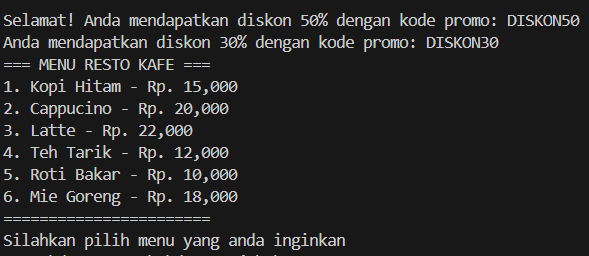 Selamat! Anda mendapatkan diskon 50% dengan kode promo: DISKON50
Anda mendapatkan diskon 30% dengan kode promo: DISKON30
=== MENU RESTO KAFE ===
1. Kopi Hitam - Rp. 15,000
2. Cappucino - Rp. 20,000
3. Latte - Rp. 22,000
4. Teh Tarik - Rp. 12,000
5. Roti Bakar - Rp. 10,000
6. Mie Goreng - Rp. 18,000
=======================
Silahkan pilih menu yang anda inginkan